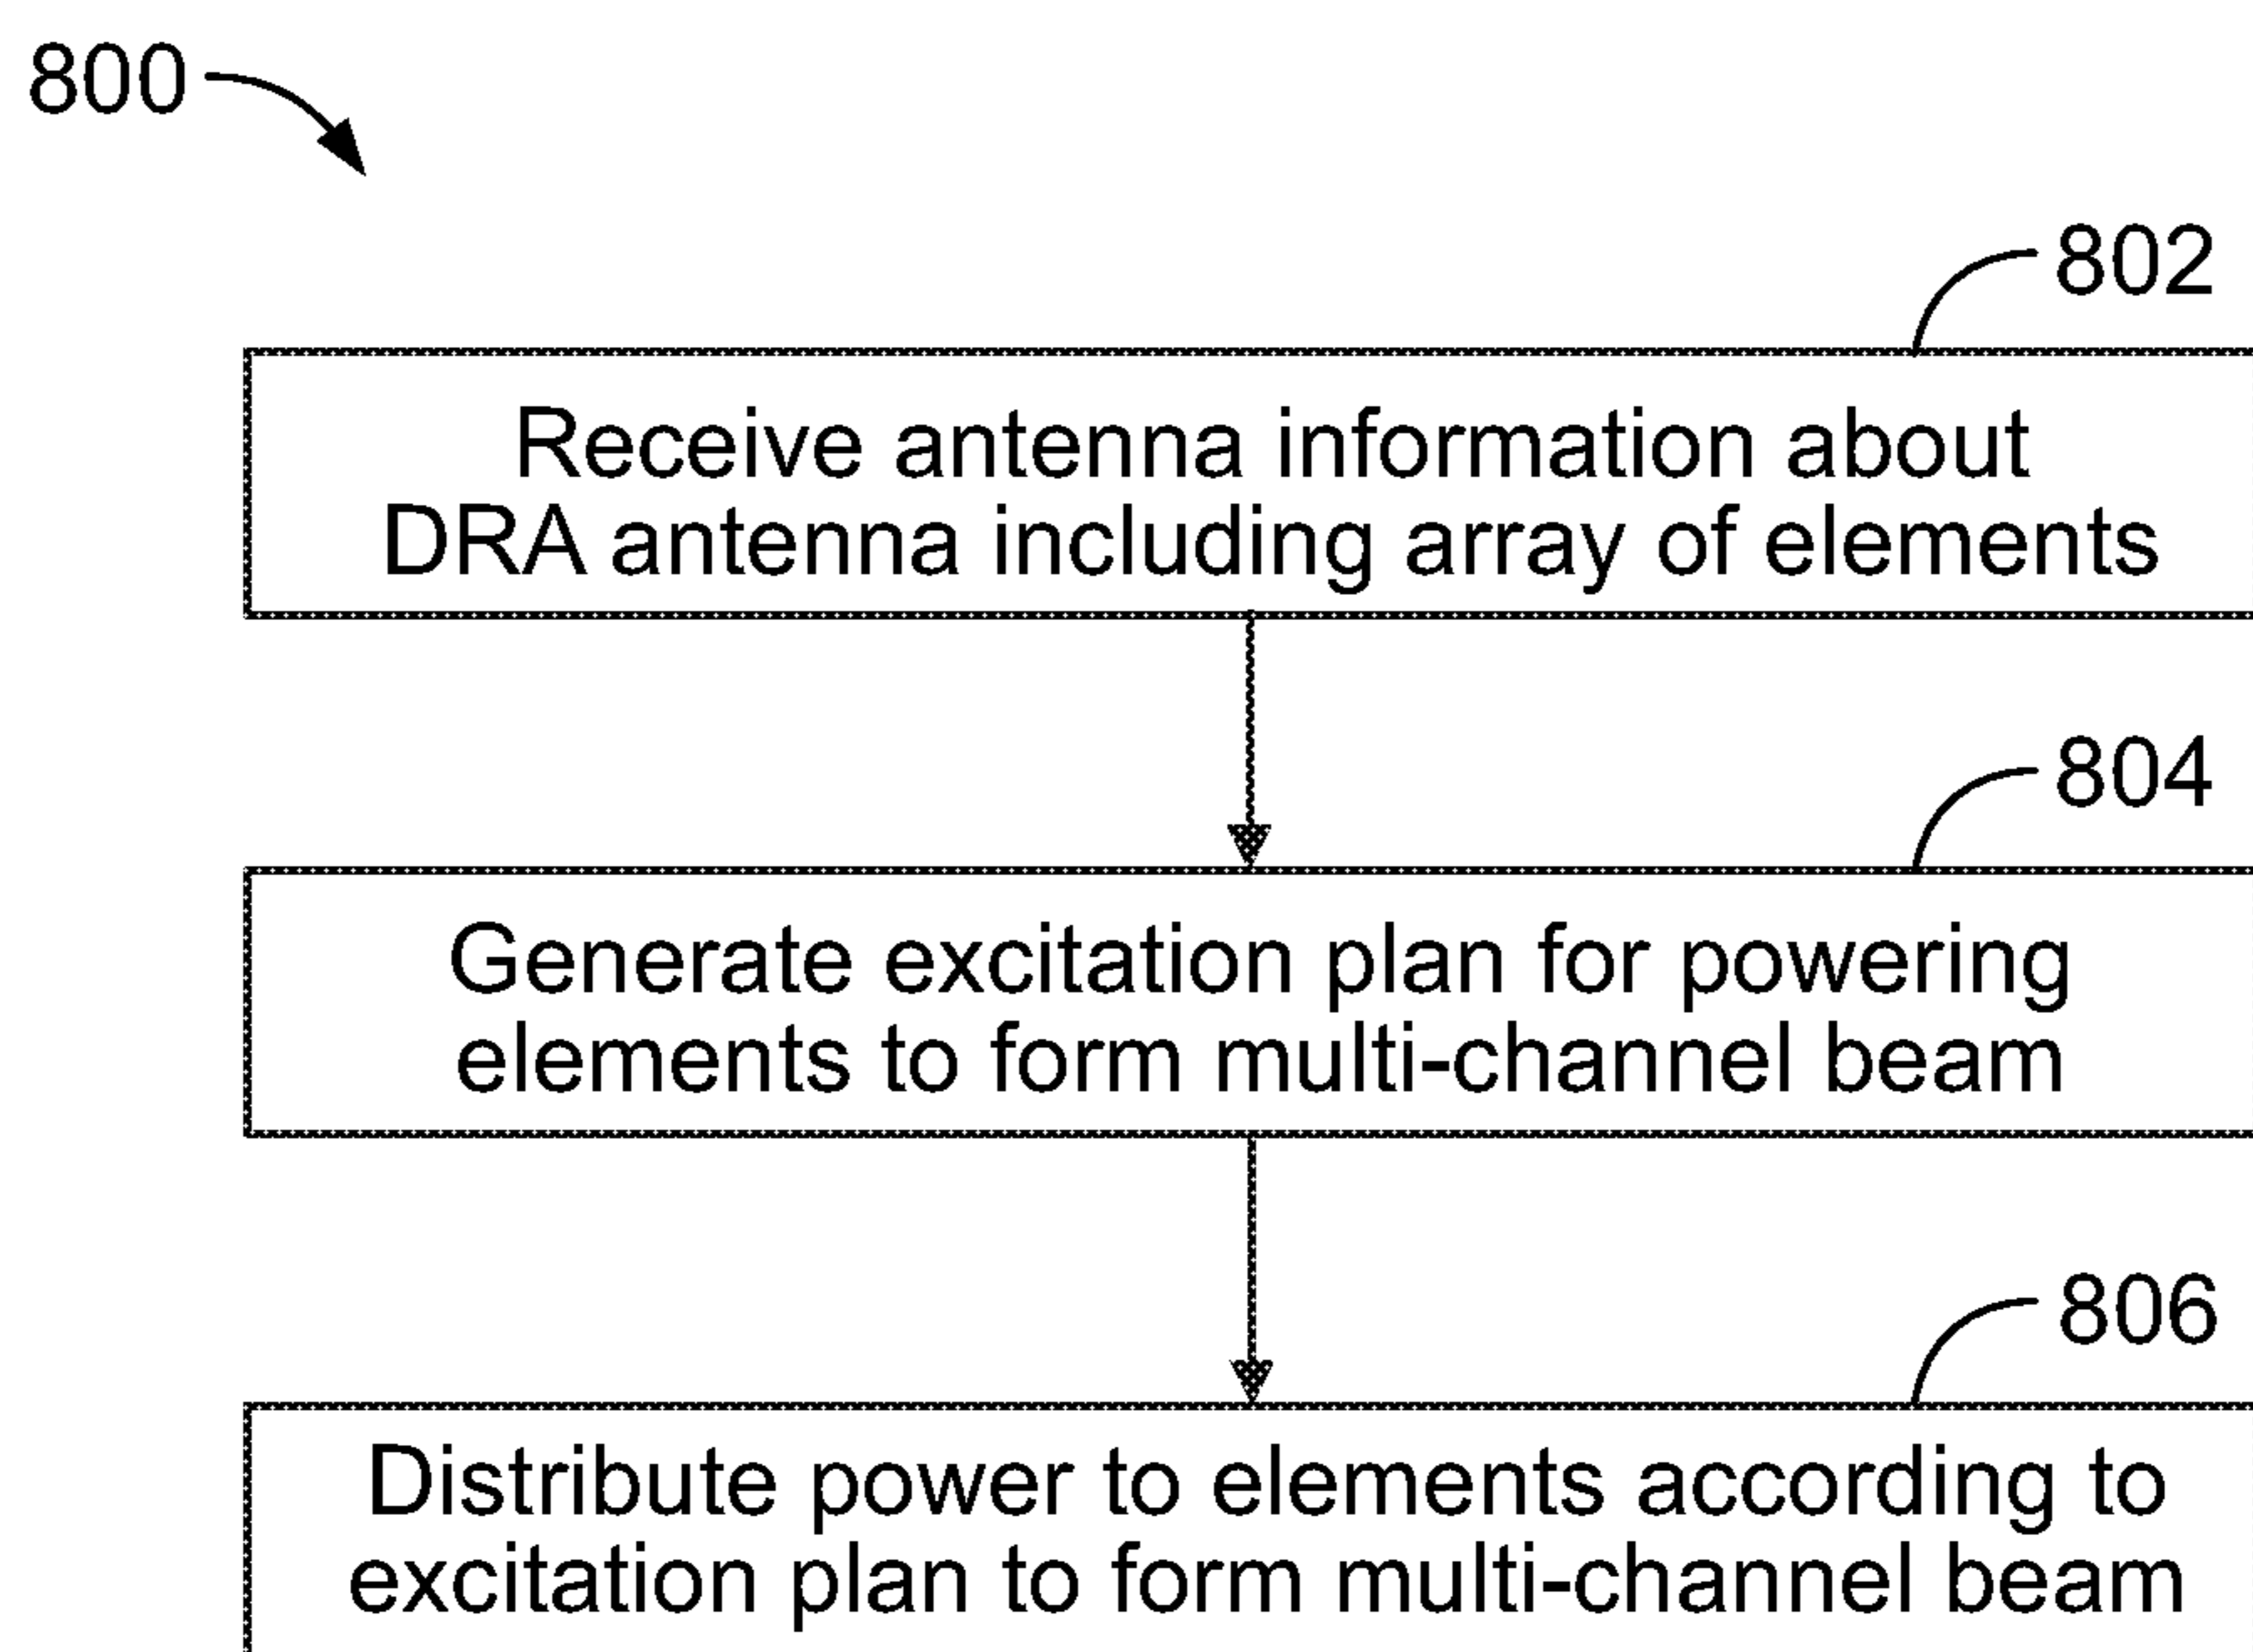 800
802
Receive antenna information about
DRA antenna including array of elements
804
Generate excitation plan for powering
elements to form multi-channel beam
806
Distribute power to elements according to
excitation plan to form multi-channel beam